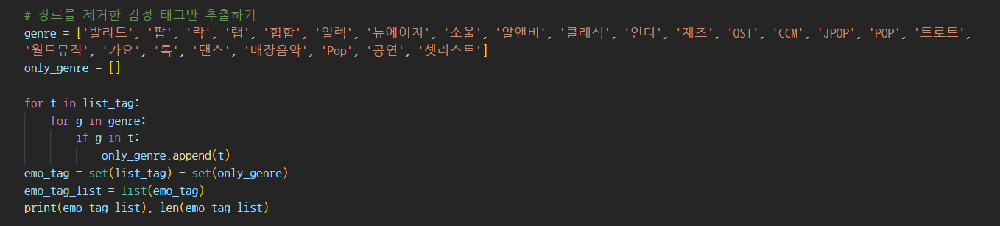 # 장르를 제거한 감정 태그만 추출하기
genre = ['발라드', '팝', '락', '랩', '힙합', '일렉', '뉴에이지', '소울', '알앤비', '클래식', '인디', '재즈', 'OST', 'CCM', 'JPOP', 'POP', '트로트',
'월드뮤직', '가요', '록', '댄스', '매장음악', 'Pop', '공연', '셋리스트']
only_genre = []

for t in list_tag:
    for g in genre:
        if g in t:
            only_genre.append(t)
emo_tag = set(list_tag) - set(only_genre)
emo_tag_list = list(emo_tag)
print(emo_tag_list), len(emo_tag_list)